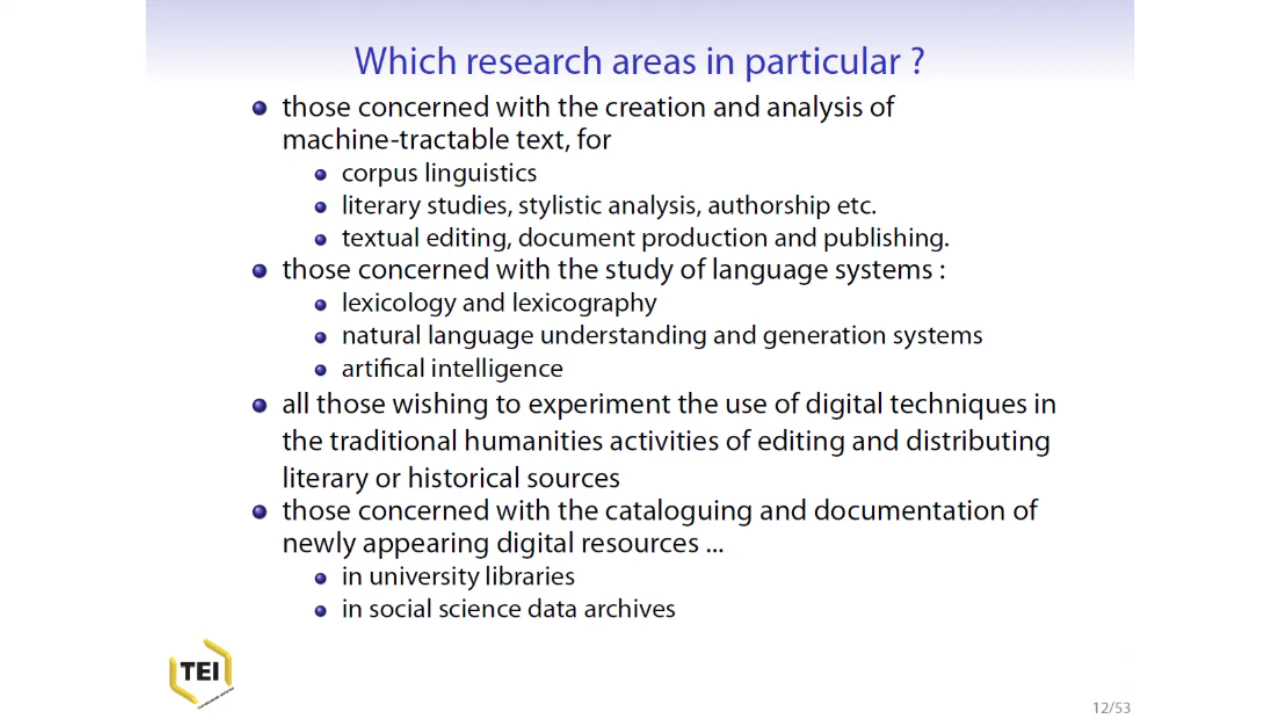 Which research areas in particular ?
those concerned with the creation and analysis of
machine-tractable text, for
corpus linguistics
literary studies, stylistic analysis, authorship etc.
textual editing, document production and publishing.
those concerned with the study of language systems :
lexicology and lexicography
natural language understanding and generation systems
artifical intelligence
all those wishing to experiment the use of digital techniques in
the traditional humanities activities of editing and distributing
literary or historical sources
those concerned with the cataloguing and documentation of
newly appearing digital resources ...
in university libraries
in social science data archives
TEI
12/53